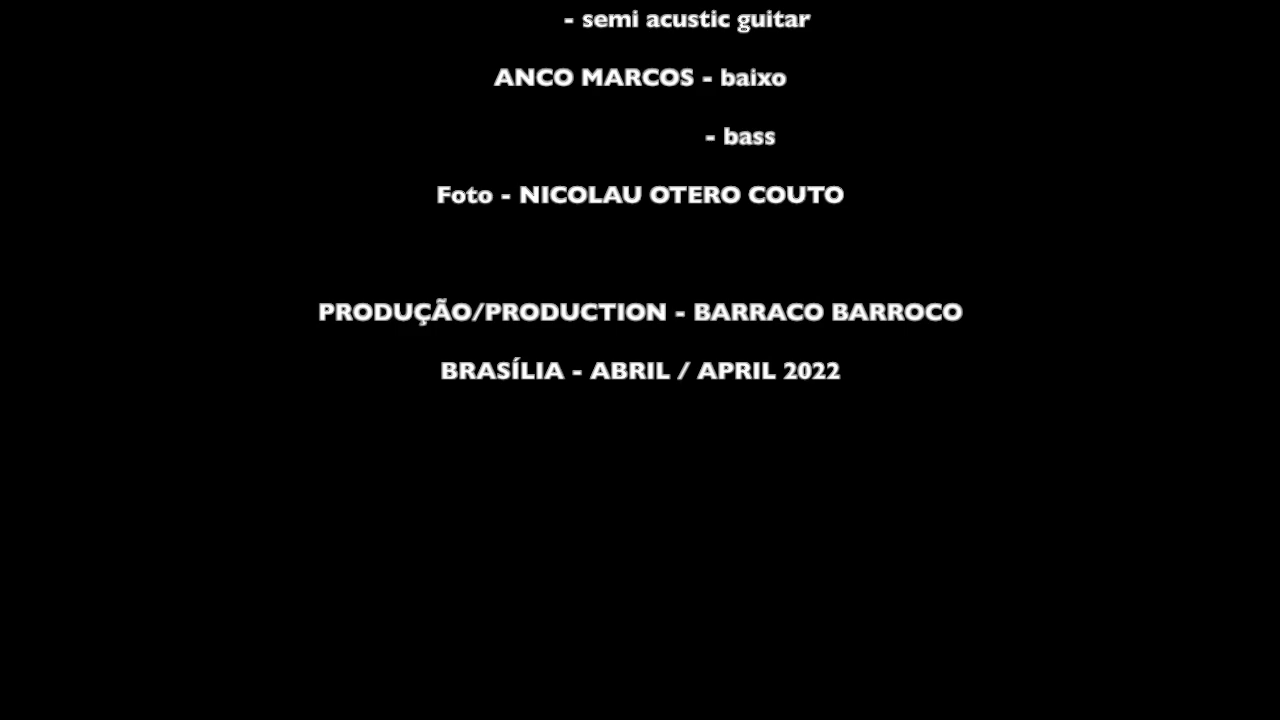 - semi acustic guitar
ANCO MARCOS - baixo
- bass
Foto - NICOLAU OTERO COUTO
PRODUÇÃO/PRODUCTION - BARRACO BARROCO
BRASÍLIA - ABRIL / APRIL 2022